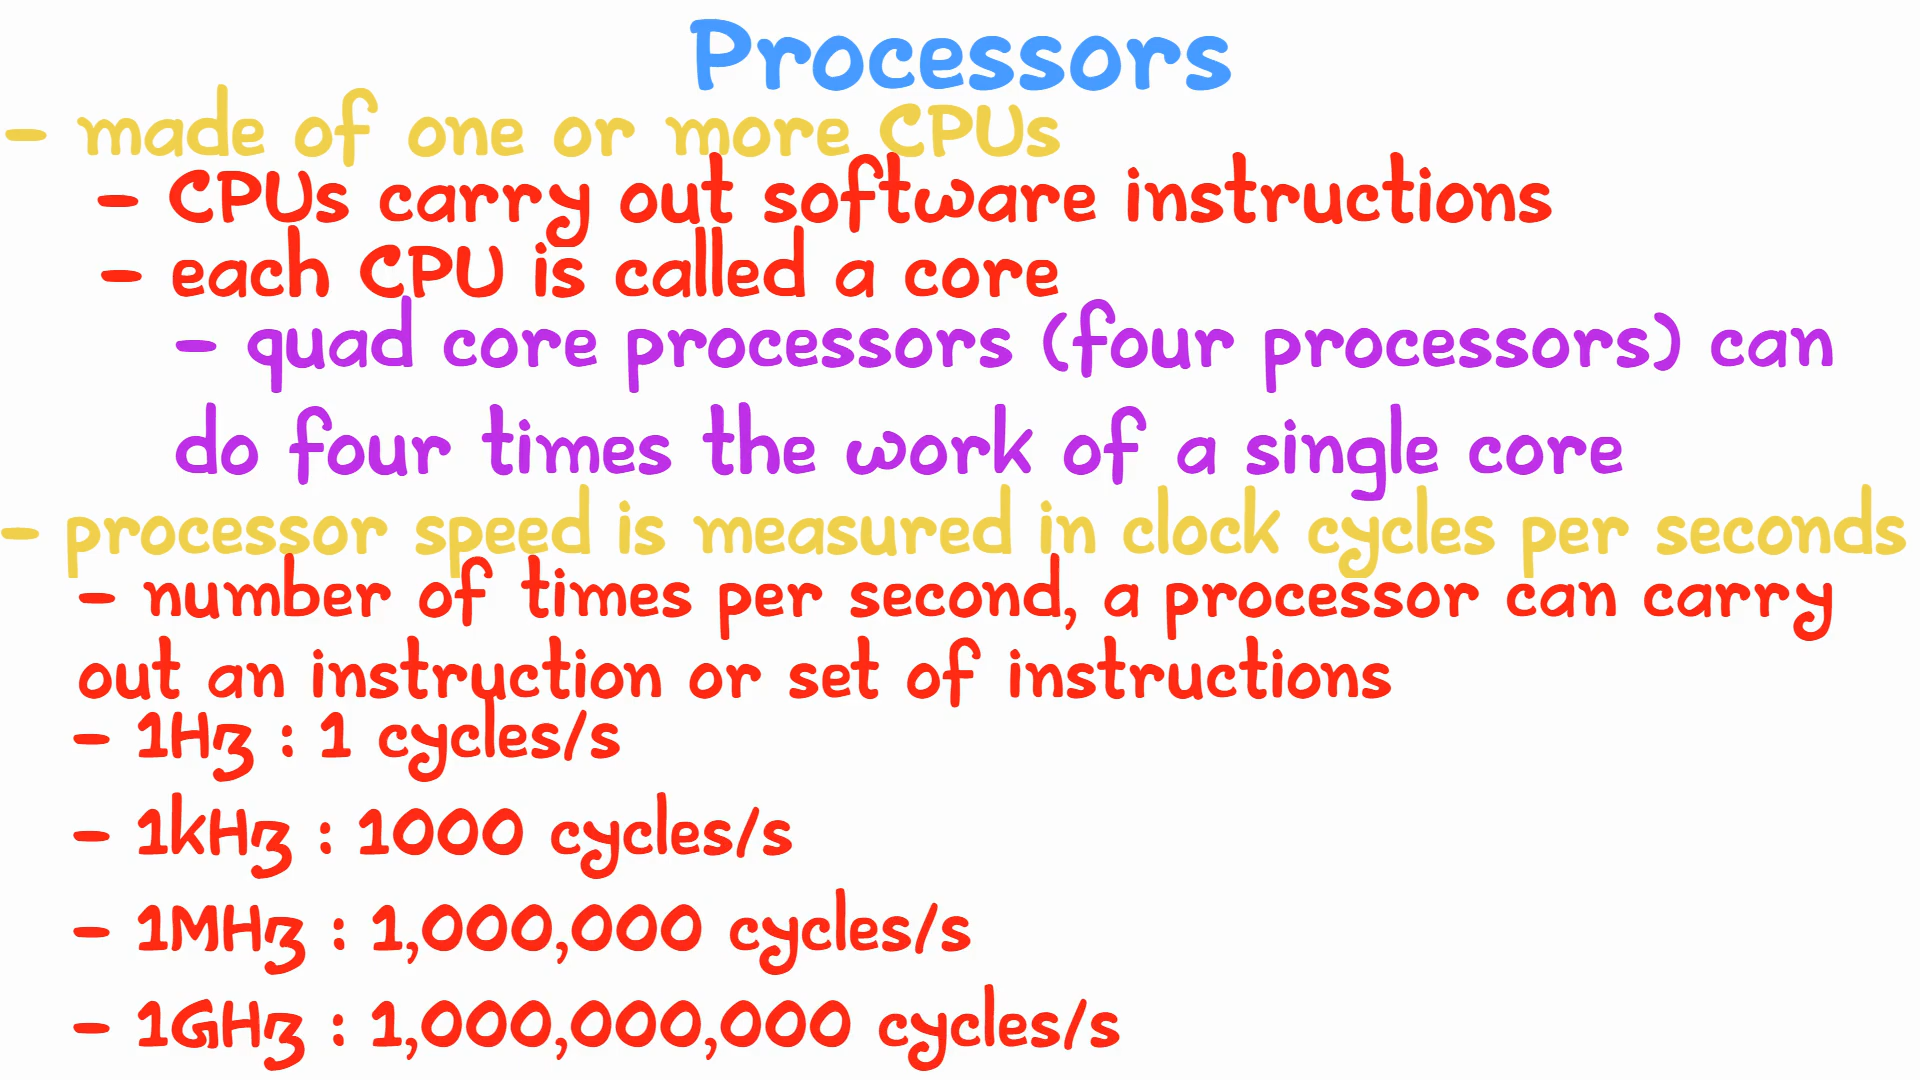 Processors
- made of one or more CPUs
- CPUs carry out software instructions
- each CPU is called a core
- quad core processors (four processors) can
do four times the work of a single core
- processor speed is measured in clock cycles per seconds
- number of times per second, a processor can carry
out an instruction or set of instructions
- 1Hz : 1 cycles/s
- 1kHz : 1000 cycles/s
- 1MHz : 1,000,000 cycles/s
- 1GHz : 1,000,000,000 cycles/s